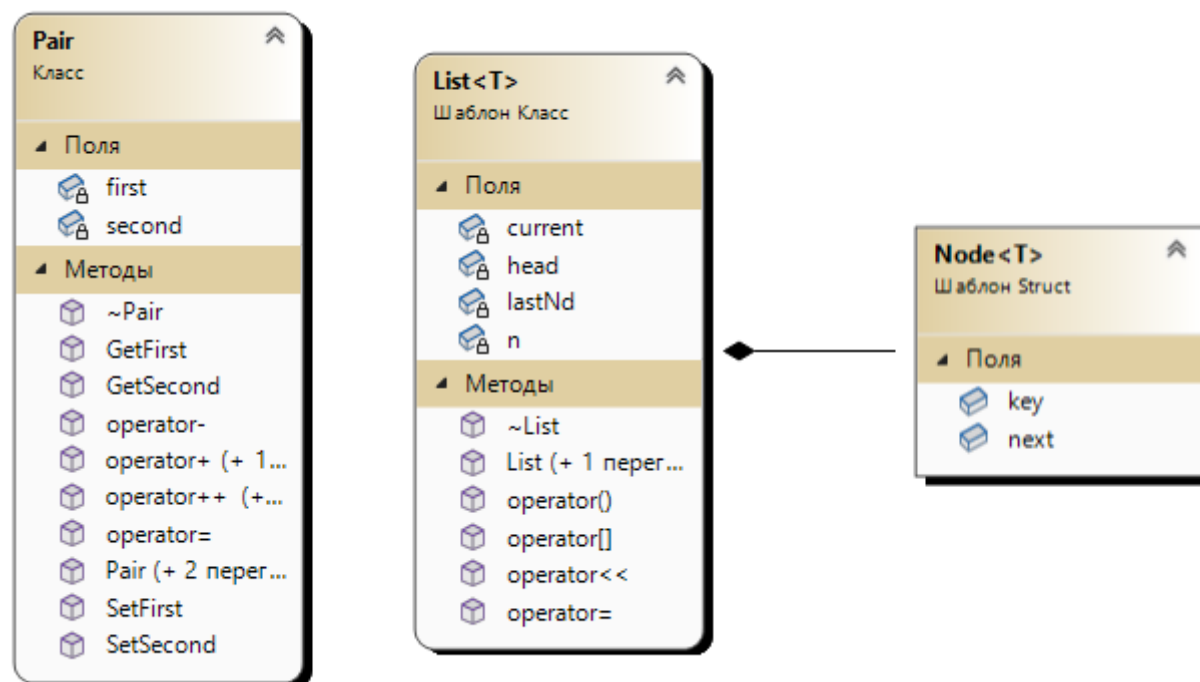 Pair
Класс
Поля
first
second
Методы
~Pair
GetFirst
GetSecond
operator-
operator+ (+ 1...
operator++ (+...
operator=
Pair (+ 2 перег...
SetFirst
SetSecond
List<T>
Шаблон Класс
Поля
current
head
lastNd
n
Методы
~List
List (+ 1 перег...
operator()
operator[]
operator<<
operator=
Node<T>
Шаблон Struct
Поля
key
next